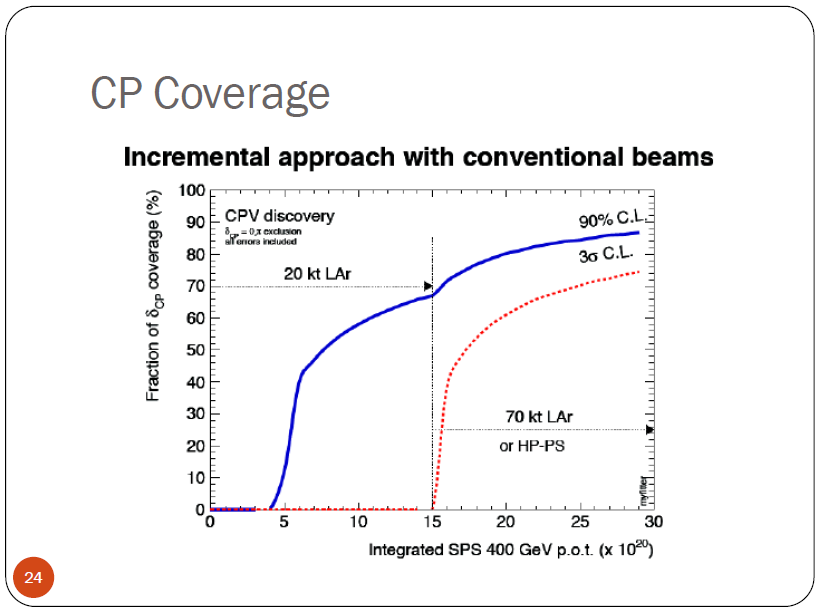 CP Coverage
Incremental approach with conventional beams
Fraction of δCP coverage (%)
100
90
80
70
60
50
40
30
20
10
0
CPV discovery
δCP = 0,π exclusion
all errors included
20 kt LAr
90% C.L.
3σ C.L.
70 kt LAr
or HP-PS
myfitter
0
5
10
15
20
25
30
Integrated SPS 400 GeV p.o.t. (x 10²⁰)
24